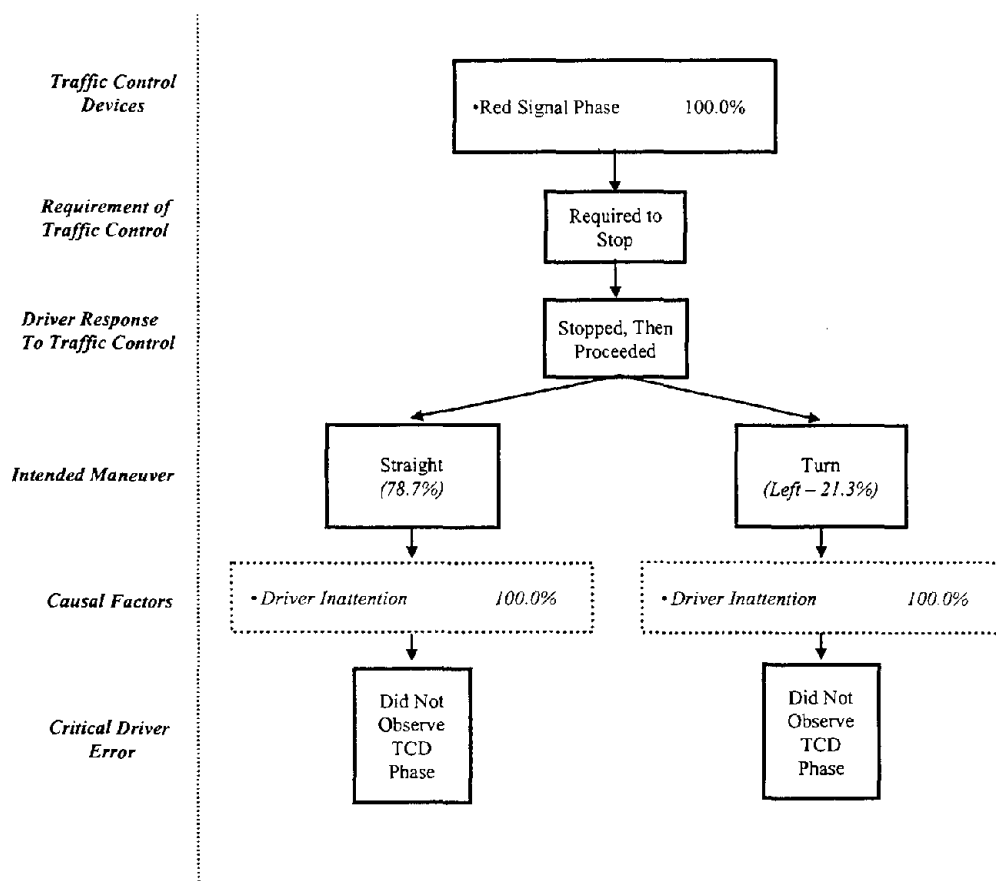 Traffic Control
Devices
•Red Signal Phase 100.0%
Requirement of
Traffic Control
Required to
Stop
Driver Response
To Traffic Control
Stopped, Then
Proceeded
Intended Maneuver
Straight
(78.7%)
Turn
(Left – 21.3%)
Causal Factors
• Driver Inattention 100.0%
• Driver Inattention 100.0%
Critical Driver
Error
Did Not
Observe
TCD
Phase
Did Not
Observe
TCD
Phase